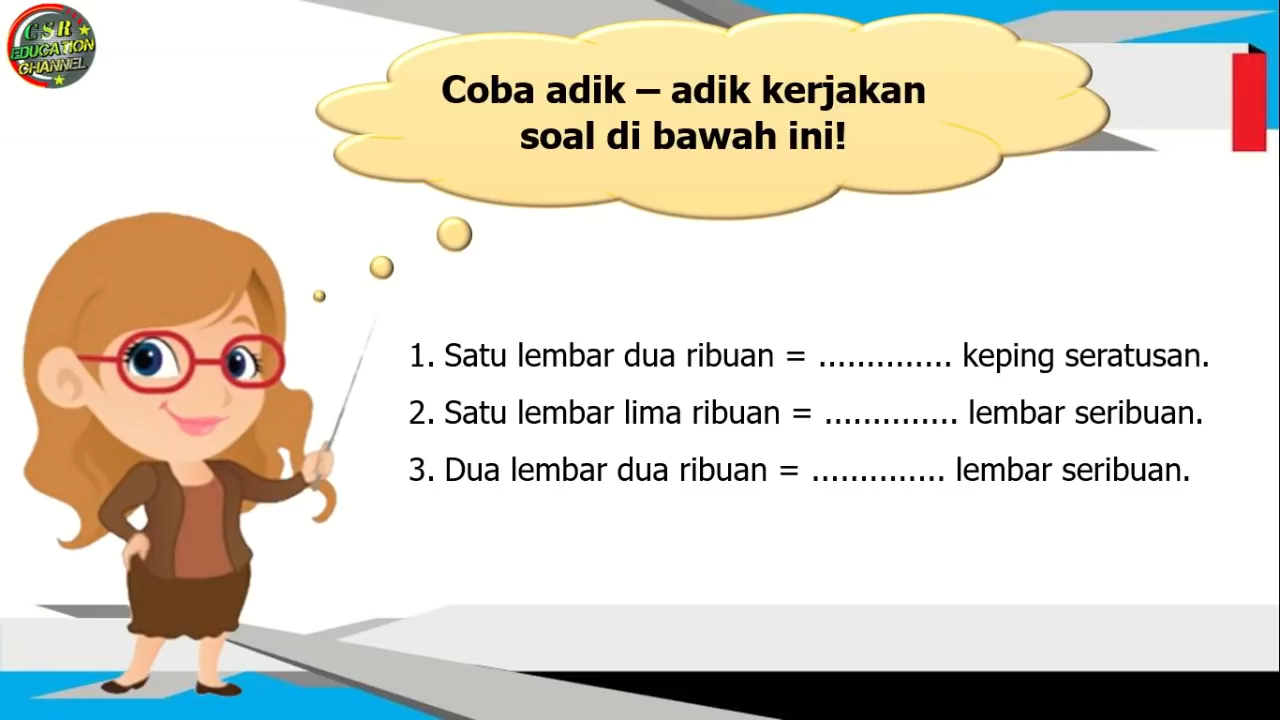 GSR
EDUCATION
CHANNEL
Coba adik – adik kerjakan
soal di bawah ini!
1. Satu lembar dua ribuan = .............. keping seratusan.
2. Satu lembar lima ribuan = .............. lembar seribuan.
3. Dua lembar dua ribuan = .............. lembar seribuan.